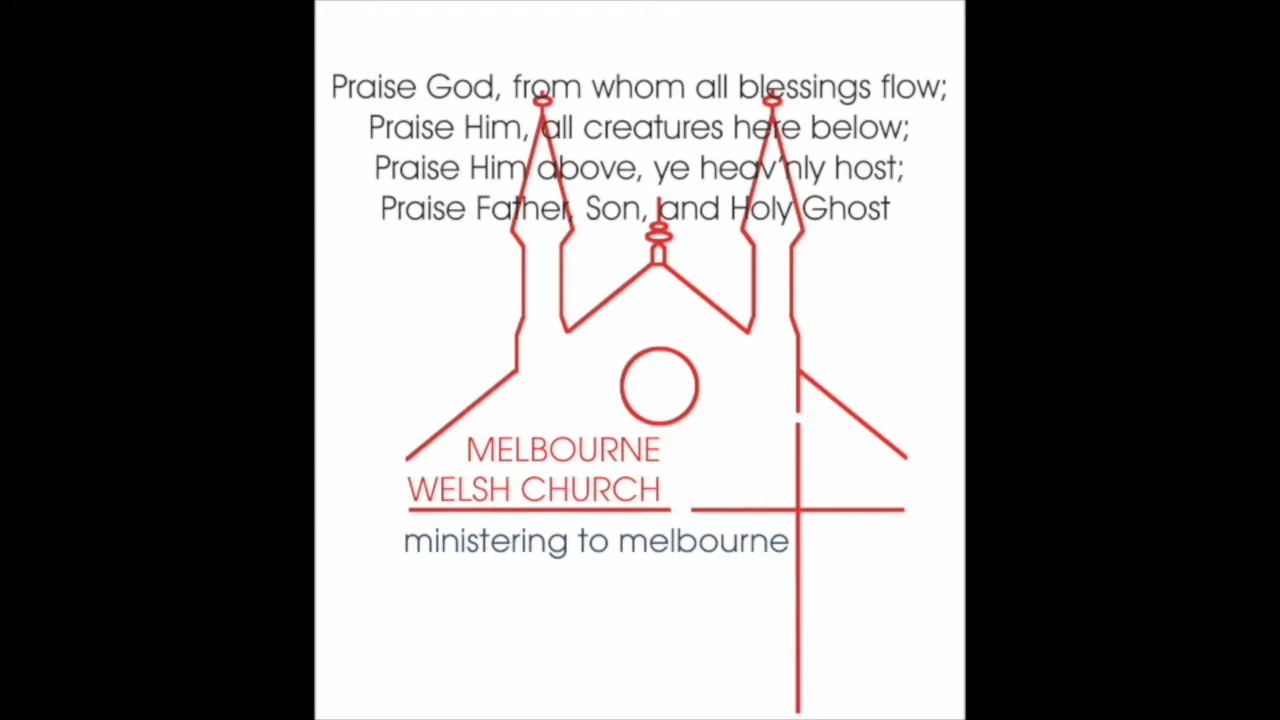 Praise God, from whom all blessings flow;
Praise Him, all creatures here below;
Praise Him above, ye heav'nly host;
Praise Father, Son, and Holy Ghost
MELBOURNE
WELSH CHURCH
ministering to melbourne